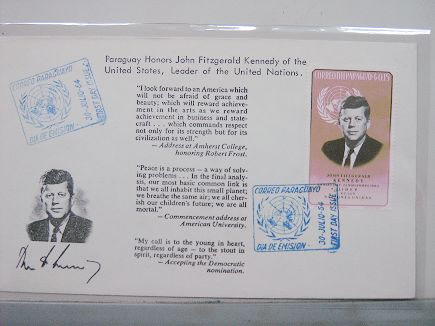 Paraguay Honors John Fitzgerald Kennedy of the
United States, Leader of the United Nations.
CORREO PARAGUAYO
DIA DE EMISION
30-JULIO-64
FIRST DAY ISSUE
"I look forward to an America which
will not be afraid of grace and
beauty; which will reward achieve-
ment in the arts as we reward
achievement in business and state-
craft . . . which commands respect
not only for its strength but for its
civilization as well."
— Address at Amherst College,
honoring Robert Frost.
"Peace is a process — a way of solv-
ing problems . . . In the final analy-
sis, our most basic common link is
that we all inhabit this small planet;
we breathe the same air; we all cher-
ish our children's future; we are all
mortal."
— Commencement address at
American University.
"My call is to the young in heart,
regardless of age — to the stout in
spirit, regardless of party."
— Accepting the Democratic
nomination.
CORREO DEL PARAGUAY
JOHN FITZGERALD
KENNEDY
CORREO PARAGUAYO
DIA DE EMISION
30-JULIO-64
FIRST DAY ISSUE